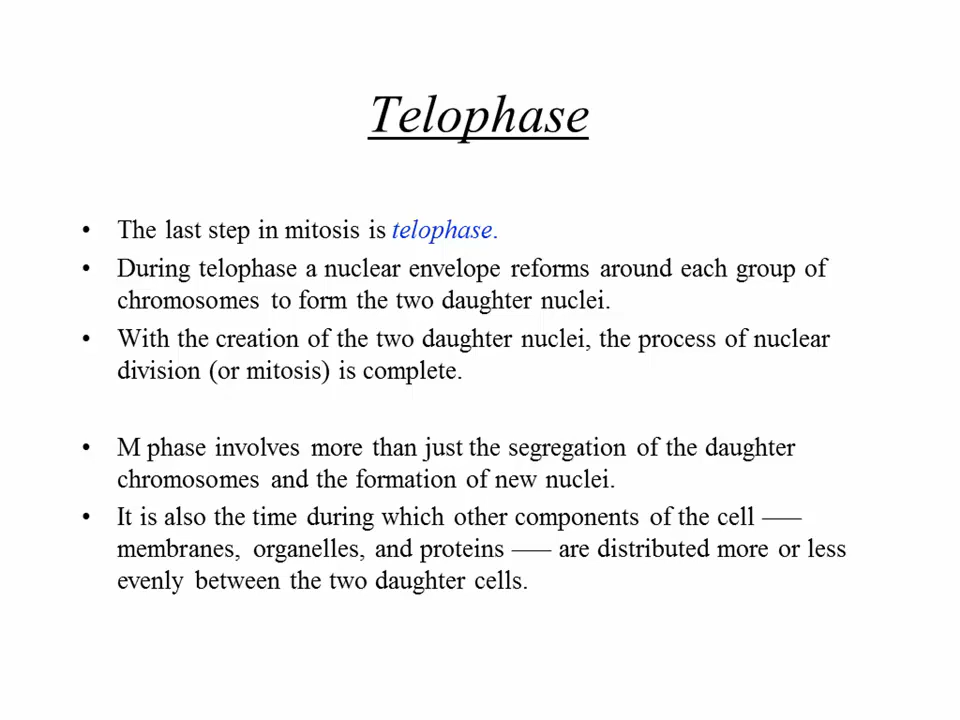 Telophase
• The last step in mitosis is telophase.
• During telophase a nuclear envelope reforms around each group of
chromosomes to form the two daughter nuclei.
• With the creation of the two daughter nuclei, the process of nuclear
division (or mitosis) is complete.
• M phase involves more than just the segregation of the daughter
chromosomes and the formation of new nuclei.
• It is also the time during which other components of the cell ——
membranes, organelles, and proteins —— are distributed more or less
evenly between the two daughter cells.